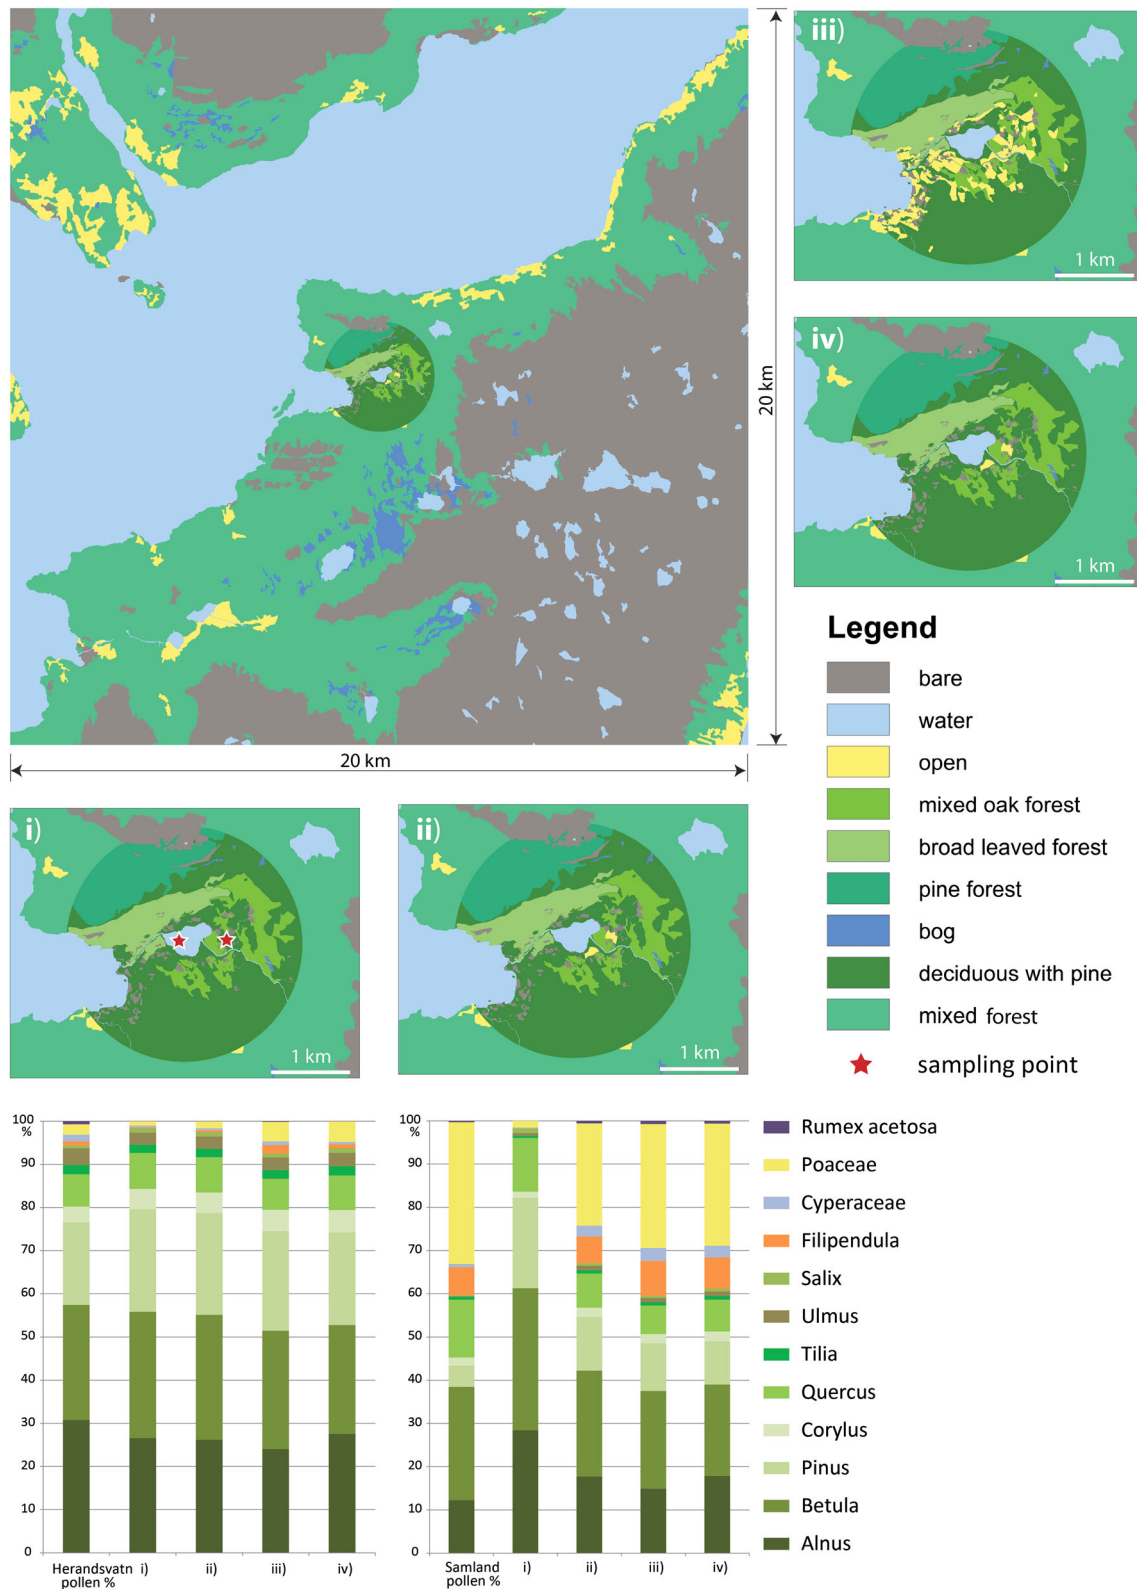 iii)
1 km
20 km
iv)
1 km
20 km
Legend
bare
water
open
mixed oak forest
broad leaved forest
pine forest
bog
deciduous with pine
mixed forest
sampling point
i)
1 km
ii)
1 km
100
%
90
80
70
60
50
40
30
20
10
0
Herandsvatn i) ii) iii) iv)
pollen %
100
%
90
80
70
60
50
40
30
20
10
0
Samland i) ii) iii) iv)
pollen %
Rumex acetosa
Poaceae
Cyperaceae
Filipendula
Salix
Ulmus
Tilia
Quercus
Corylus
Pinus
Betula
Alnus